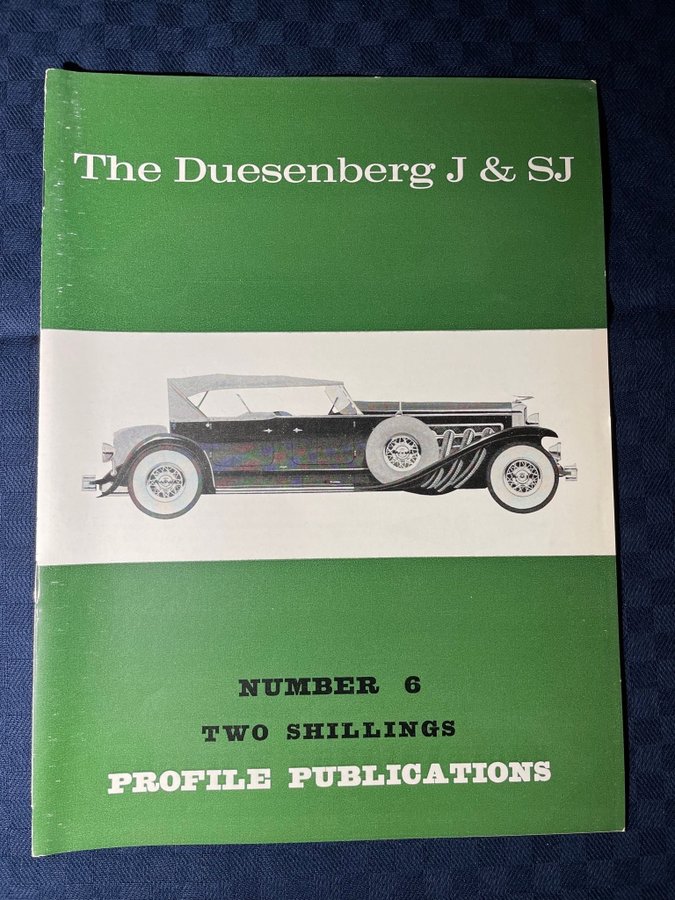 The Duesenberg J & SJ
NUMBER 6
TWO SHILLINGS
PROFILE PUBLICATIONS